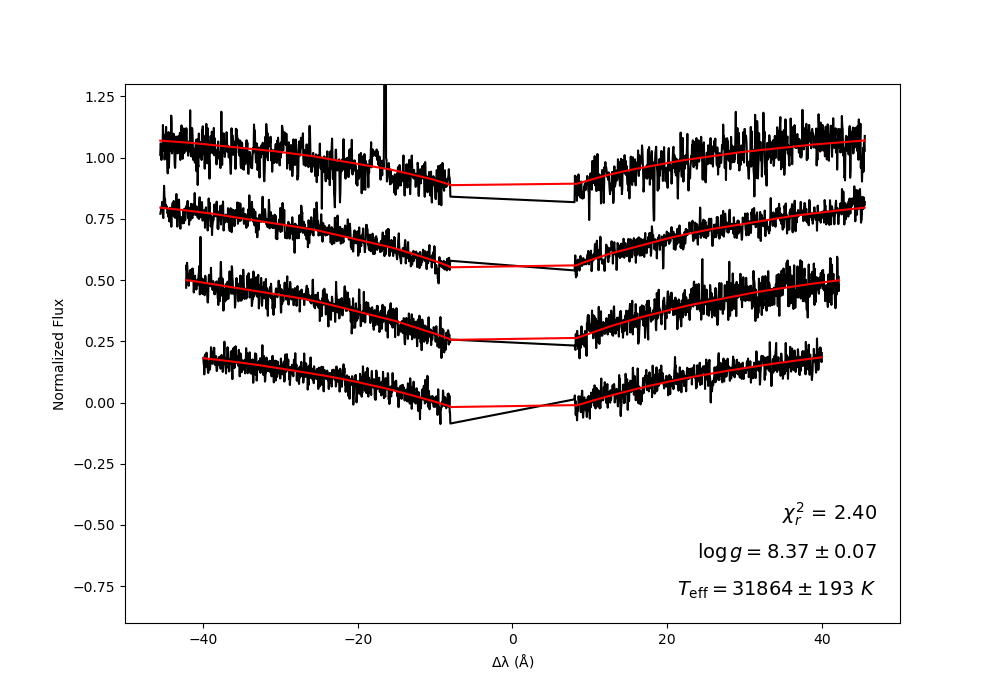 1.25
1.00
0.75
0.50
0.25
0.00
−0.25
−0.50
−0.75
Normalized Flux
χ²ᵣ = 2.40
log g = 8.37 ± 0.07
T_eff = 31864 ± 193 K
−40 −20 0 20 40
Δλ (Å)